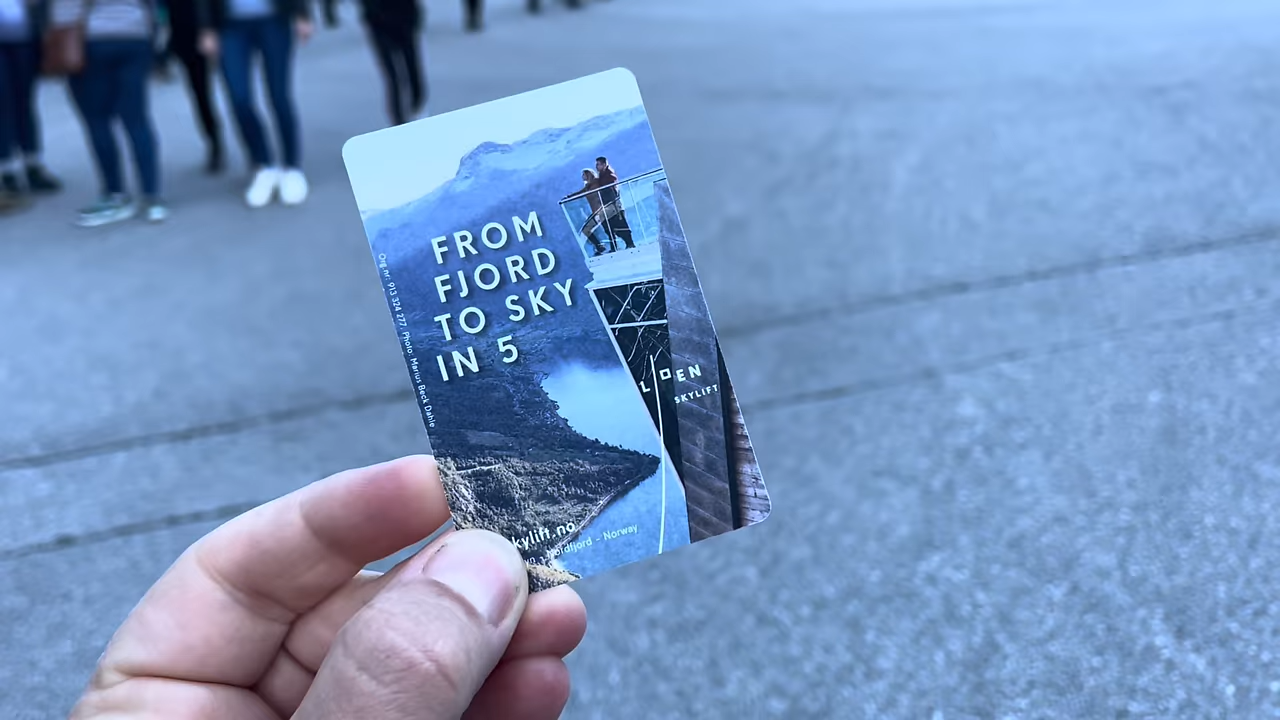 FROM
FJORD
TO SKY
IN 5
Org.nr: 913 324 277. Photo: Marius Beck Dahle
LOEN
SKYLIFT
skylift.no
Nordfjord - Norway